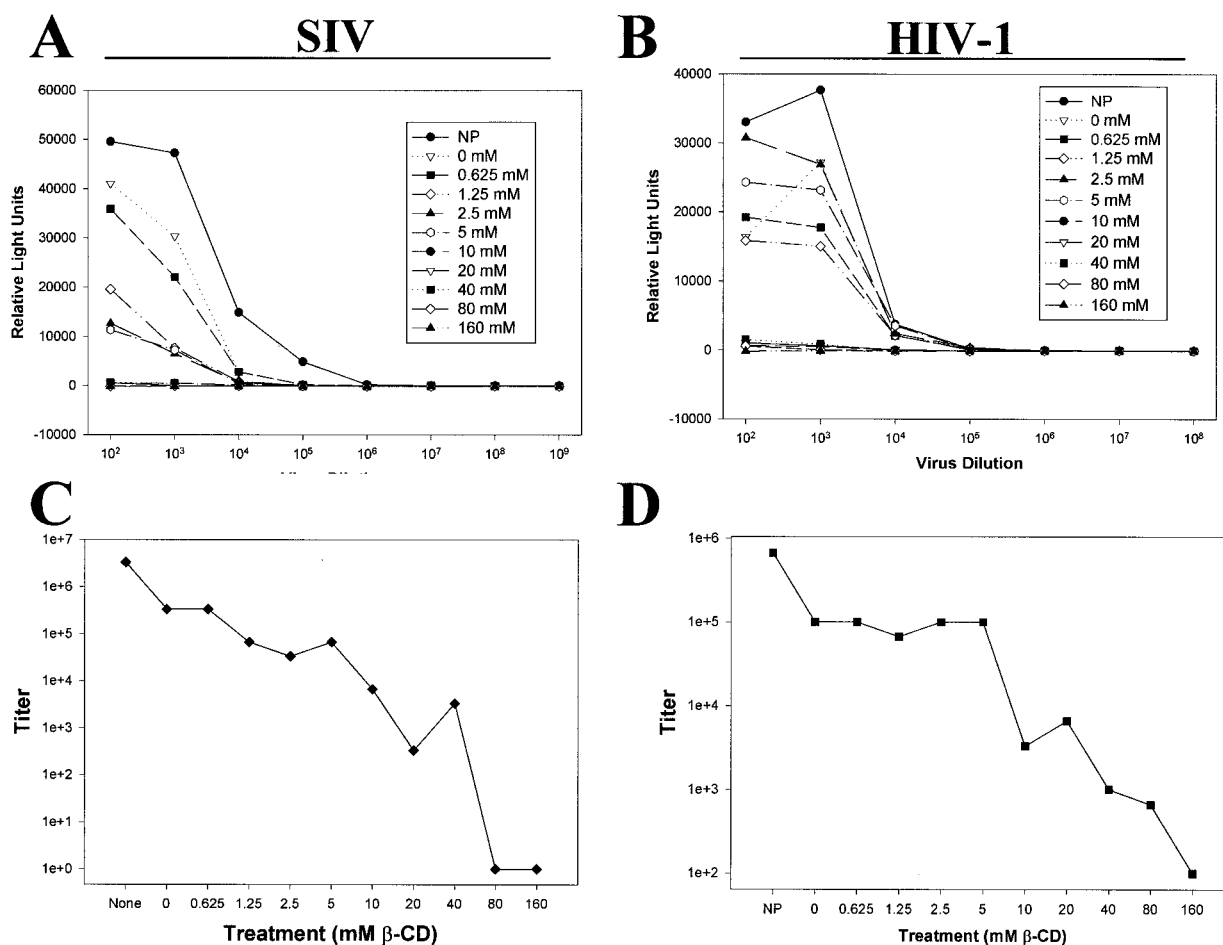 A
SIV
60000
50000
40000
30000
20000
10000
0
-10000
Relative Light Units
NP
0 mM
0.625 mM
1.25 mM
2.5 mM
5 mM
10 mM
20 mM
40 mM
80 mM
160 mM
10² 10³ 10⁴ 10⁵ 10⁶ 10⁷ 10⁸ 10⁹
B
HIV-1
40000
30000
20000
10000
0
-10000
Relative Light Units
NP
0 mM
0.625 mM
1.25 mM
2.5 mM
5 mM
10 mM
20 mM
40 mM
80 mM
160 mM
10² 10³ 10⁴ 10⁵ 10⁶ 10⁷ 10⁸
Virus Dilution
C
1e+7
1e+6
1e+5
1e+4
1e+3
1e+2
1e+1
1e+0
Titer
None 0 0.625 1.25 2.5 5 10 20 40 80 160
Treatment (mM β-CD)
D
1e+6
1e+5
1e+4
1e+3
1e+2
Titer
NP 0 0.625 1.25 2.5 5 10 20 40 80 160
Treatment (mM β-CD)